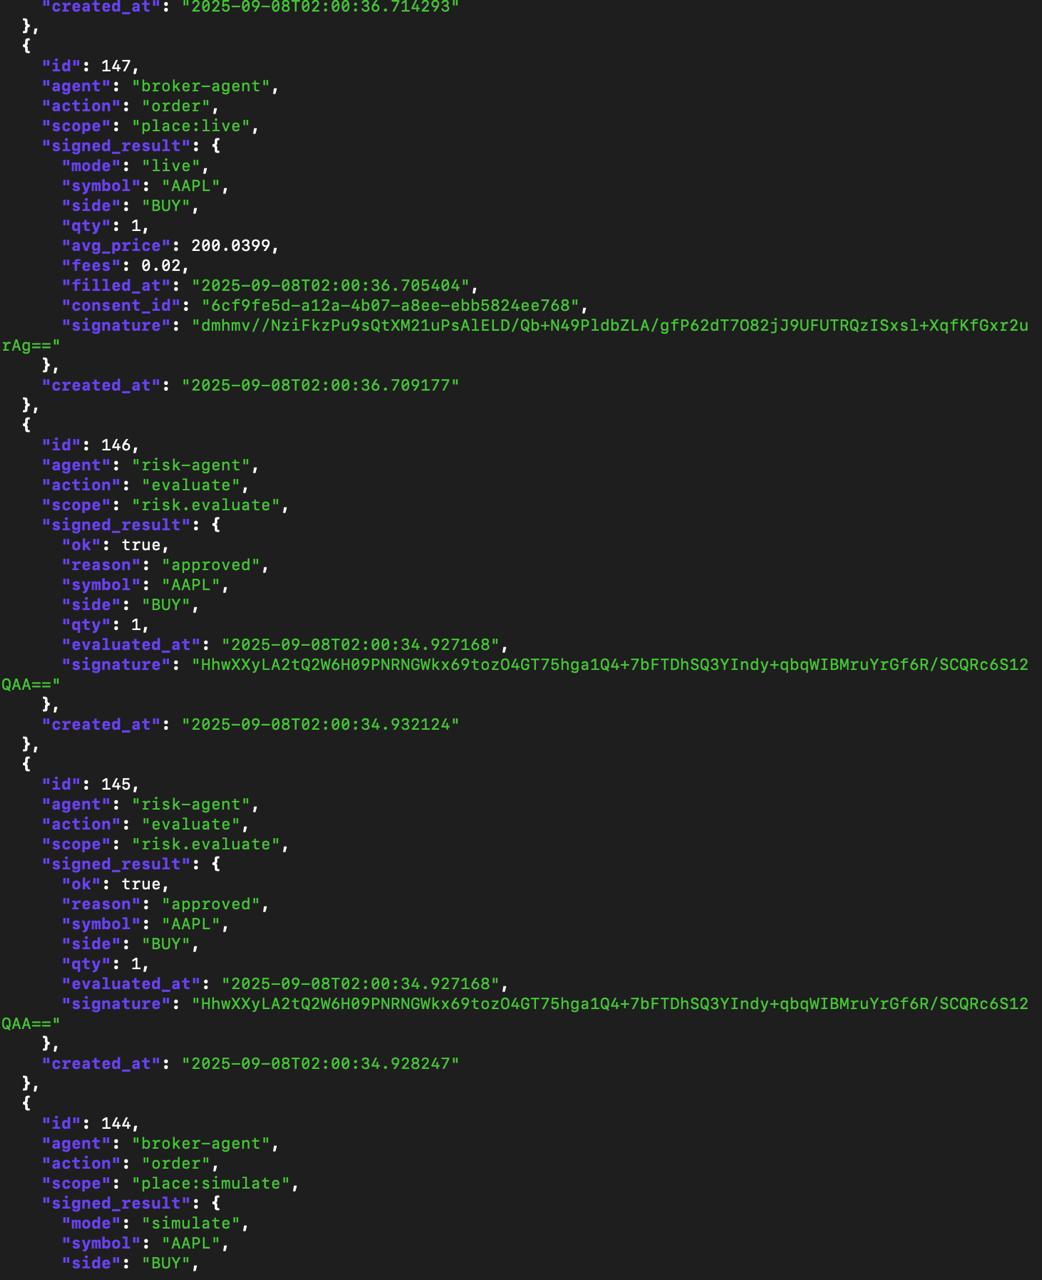 "created_at": "2025-09-08T02:00:36.714293"
},
{
"id": 147,
"agent": "broker-agent",
"action": "order",
"scope": "place:live",
"signed_result": {
"mode": "live",
"symbol": "AAPL",
"side": "BUY",
"qty": 1,
"avg_price": 200.0399,
"fees": 0.02,
"filled_at": "2025-09-08T02:00:36.705404",
"consent_id": "6cf9fe5d-a12a-4b07-a8ee-ebb5824ee768",
"signature": "dmhmv//NziFkzPu9sQtXM21uPsAlELD/Qb+N49PldbZLA/gfP62dT7O82jJ9UFUTRQzISxsl+XqfKfGxr2u
rAg=="
},
"created_at": "2025-09-08T02:00:36.709177"
},
{
"id": 146,
"agent": "risk-agent",
"action": "evaluate",
"scope": "risk.evaluate",
"signed_result": {
"ok": true,
"reason": "approved",
"symbol": "AAPL",
"side": "BUY",
"qty": 1,
"evaluated_at": "2025-09-08T02:00:34.927168",
"signature": "HhwXXyLA2tQ2W6H09PNRNGWkx69tozO4GT75hga1Q4+7bFTDhSQ3YIndy+qbqWIBMruYrGf6R/SCQRc6S12
QAA=="
},
"created_at": "2025-09-08T02:00:34.932124"
},
{
"id": 145,
"agent": "risk-agent",
"action": "evaluate",
"scope": "risk.evaluate",
"signed_result": {
"ok": true,
"reason": "approved",
"symbol": "AAPL",
"side": "BUY",
"qty": 1,
"evaluated_at": "2025-09-08T02:00:34.927168",
"signature": "HhwXXyLA2tQ2W6H09PNRNGWkx69tozO4GT75hga1Q4+7bFTDhSQ3YIndy+qbqWIBMruYrGf6R/SCQRc6S12
QAA=="
},
"created_at": "2025-09-08T02:00:34.928247"
},
{
"id": 144,
"agent": "broker-agent",
"action": "order",
"scope": "place:simulate",
"signed_result": {
"mode": "simulate",
"symbol": "AAPL",
"side": "BUY",